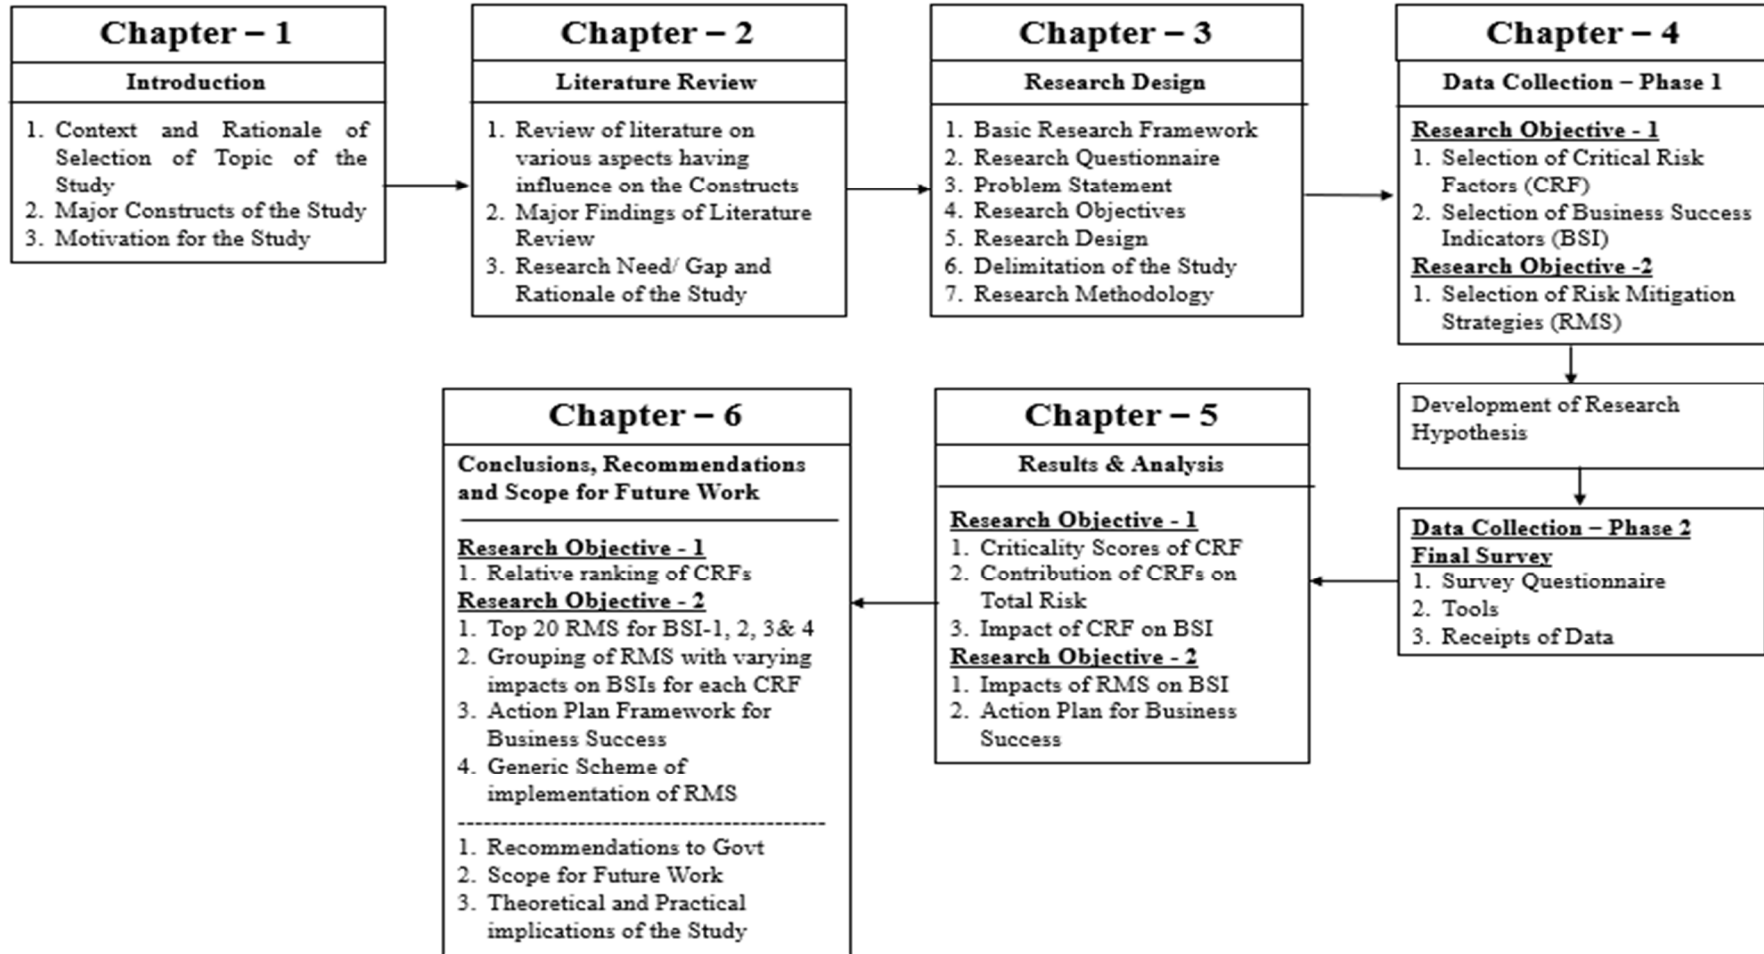 Chapter – 1
Introduction
1. Context and Rationale of
Selection of Topic of the
Study
2. Major Constructs of the Study
3. Motivation for the Study
Chapter – 2
Literature Review
1. Review of literature on
various aspects having
influence on the Constructs
2. Major Findings of Literature
Review
3. Research Need/ Gap and
Rationale of the Study
Chapter – 3
Research Design
1. Basic Research Framework
2. Research Questionnaire
3. Problem Statement
4. Research Objectives
5. Research Design
6. Delimitation of the Study
7. Research Methodology
Chapter – 4
Data Collection – Phase 1
Research Objective - 1
1. Selection of Critical Risk
Factors (CRF)
2. Selection of Business Success
Indicators (BSI)
Research Objective -2
1. Selection of Risk Mitigation
Strategies (RMS)
Development of Research
Hypothesis
Data Collection – Phase 2
Final Survey
1. Survey Questionnaire
2. Tools
3. Receipts of Data
Chapter – 5
Results & Analysis
Research Objective - 1
1. Criticality Scores of CRF
2. Contribution of CRFs on
Total Risk
3. Impact of CRF on BSI
Research Objective - 2
1. Impacts of RMS on BSI
2. Action Plan for Business
Success
Chapter – 6
Conclusions, Recommendations
and Scope for Future Work
Research Objective - 1
1. Relative ranking of CRFs
Research Objective - 2
1. Top 20 RMS for BSI-1, 2, 3& 4
2. Grouping of RMS with varying
impacts on BSIs for each CRF
3. Action Plan Framework for
Business Success
4. Generic Scheme of
implementation of RMS
1. Recommendations to Govt
2. Scope for Future Work
3. Theoretical and Practical
implications of the Study